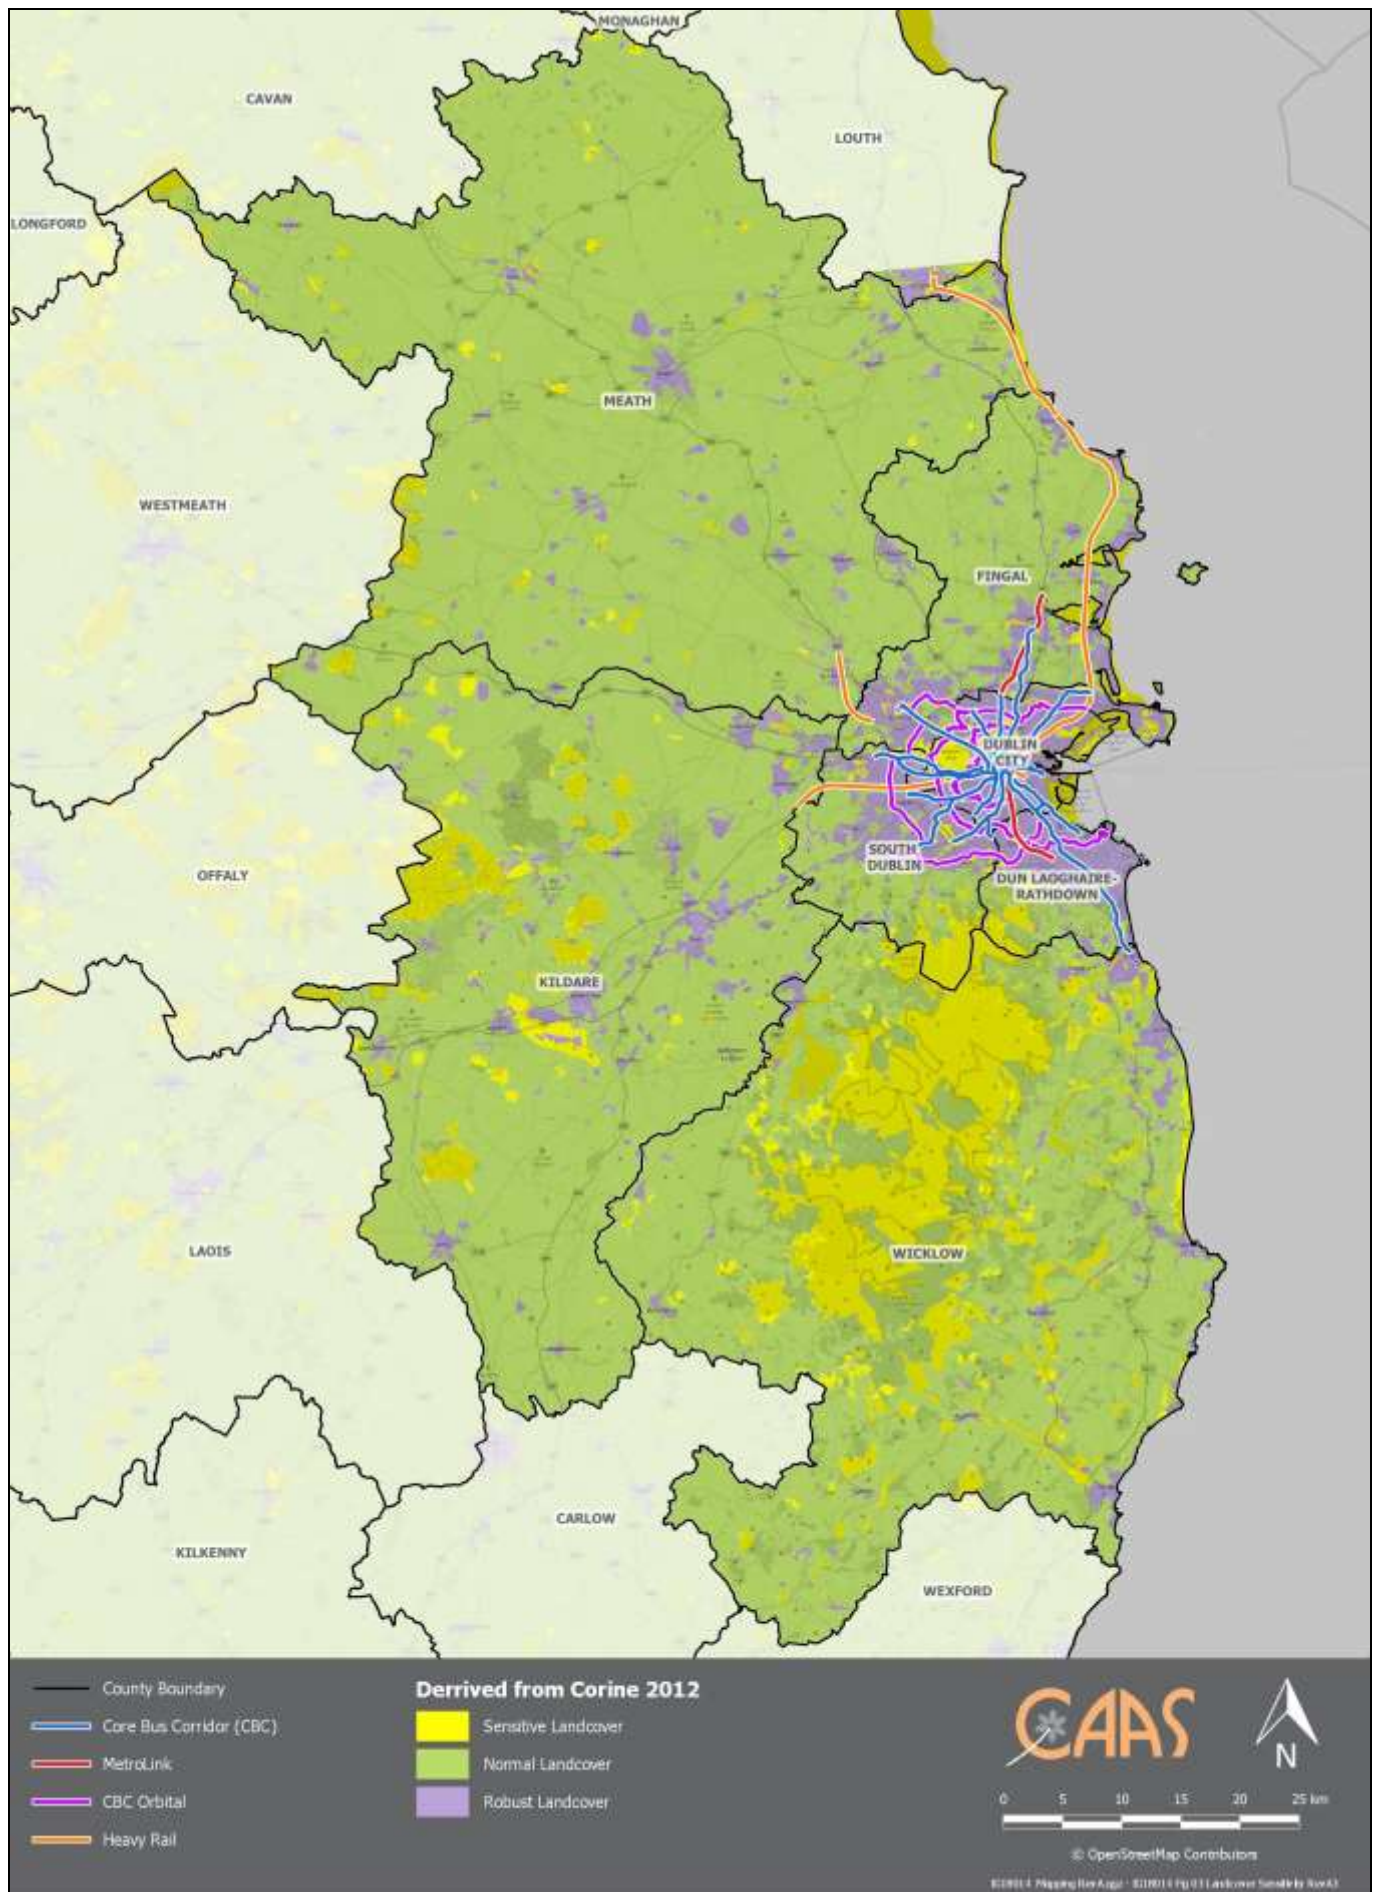 MONAGHAN
CAVAN
LOUTH
LONGFORD
MEATH
WESTMEATH
FINGAL
DUBLIN
CITY
SOUTH
DUBLIN
DUN LAOGHAIRE-
RATHDOWN
OFFALY
KILDARE
LAOIS
WICKLOW
CARLOW
KILKENNY
WEXFORD
County Boundary
Core Bus Corridor (CBC)
MetroLink
CBC Orbital
Heavy Rail
Derrived from Corine 2012
Sensitive Landcover
Normal Landcover
Robust Landcover
CAAS
N
0 5 10 15 20 25 km
© OpenStreetMap Contributors